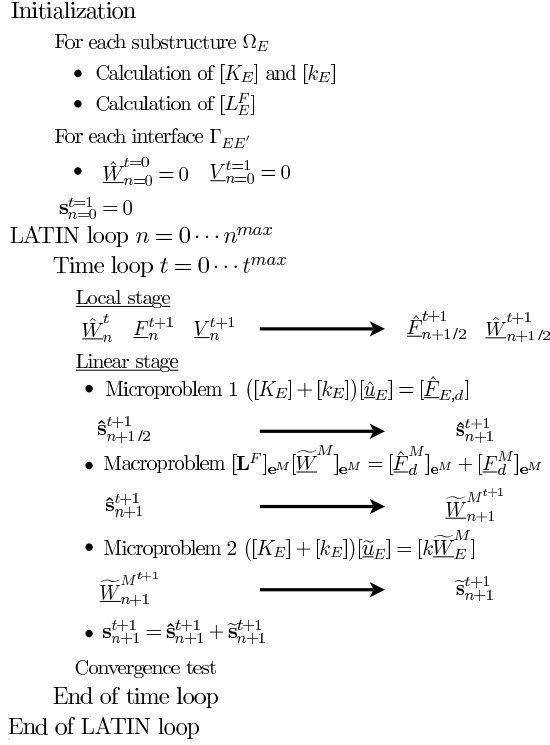 Initialization
For each substructure Ω_E
• Calculation of [K_E] and [k_E]
• Calculation of [L_E^F]
For each interface Γ_{EE′}
• Ŵ_{n=0}^{t=0} = 0 V_{n=0}^{t=1} = 0
s_{n=0}^{t=1} = 0
LATIN loop n = 0 ··· n^{max}
Time loop t = 0 ··· t^{max}
Local stage
Ŵ_n^t F_n^{t+1} V_n^{t+1} ⟶ F̂_{n+1/2}^{t+1} Ŵ_{n+1/2}^{t+1}
Linear stage
• Microproblem 1 ([K_E] + [k_E])[û_E] = [F̂_{E,d}]
ŝ_{n+1/2}^{t+1} ⟶ ŝ_{n+1}^{t+1}
• Macroproblem [L^F]_{e^M}[W̃^M]_{e^M} = [F̂_d^M]_{e^M} + [F_d^M]_{e^M}
ŝ_{n+1}^{t+1} ⟶ W̃_{n+1}^{M^{t+1}}
• Microproblem 2 ([K_E] + [k_E])[ũ_E] = [kW̃_E^M]
W̃_{n+1}^{M^{t+1}} ⟶ s̃_{n+1}^{t+1}
• s_{n+1}^{t+1} = ŝ_{n+1}^{t+1} + s̃_{n+1}^{t+1}
Convergence test
End of time loop
End of LATIN loop